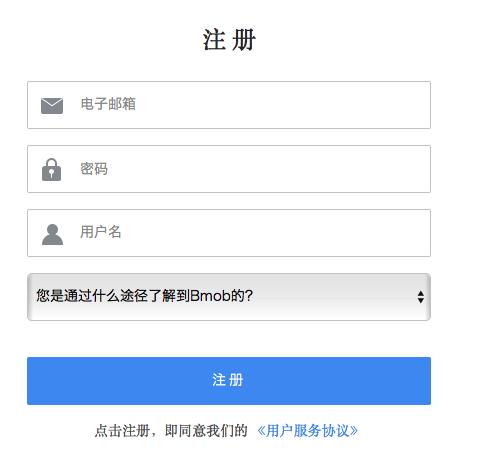 注 册
电子邮箱
密码
用户名
您是通过什么途径了解到Bmob的?
注 册
点击注册，即同意我们的 《用户服务协议》